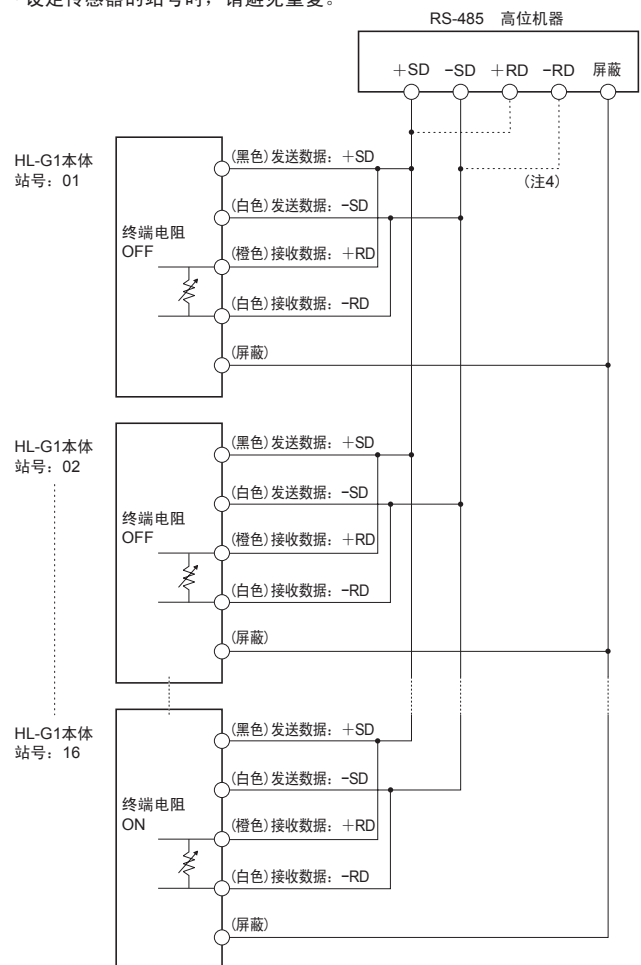 ・设定传感器的站号时，请避免重复。
RS-485 高位机器
＋SD −SD ＋RD −RD 屏蔽
(注4)
HL-G1本体
站号：01
终端电阻
OFF
(黑色)发送数据：＋SD
(白色)发送数据：−SD
(橙色)接收数据：＋RD
(白色)接收数据：−RD
(屏蔽)
HL-G1本体
站号：02
终端电阻
OFF
(黑色)发送数据：＋SD
(白色)发送数据：−SD
(橙色)接收数据：＋RD
(白色)接收数据：−RD
(屏蔽)
HL-G1本体
站号：16
终端电阻
ON
(黑色)发送数据：＋SD
(白色)发送数据：−SD
(橙色)接收数据：＋RD
(白色)接收数据：−RD
(屏蔽)